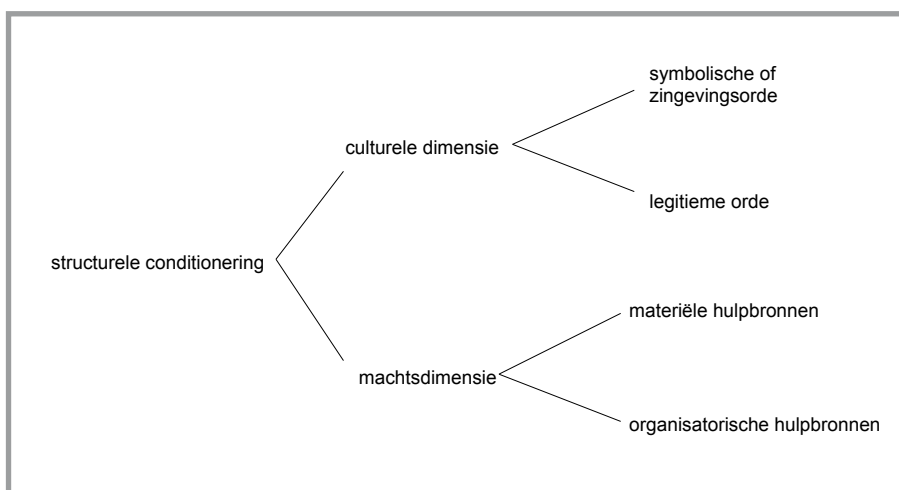 symbolische of
zingevingsorde
culturele dimensie
legitieme orde
structurele conditionering
materiële hulpbronnen
machtsdimensie
organisatorische hulpbronnen